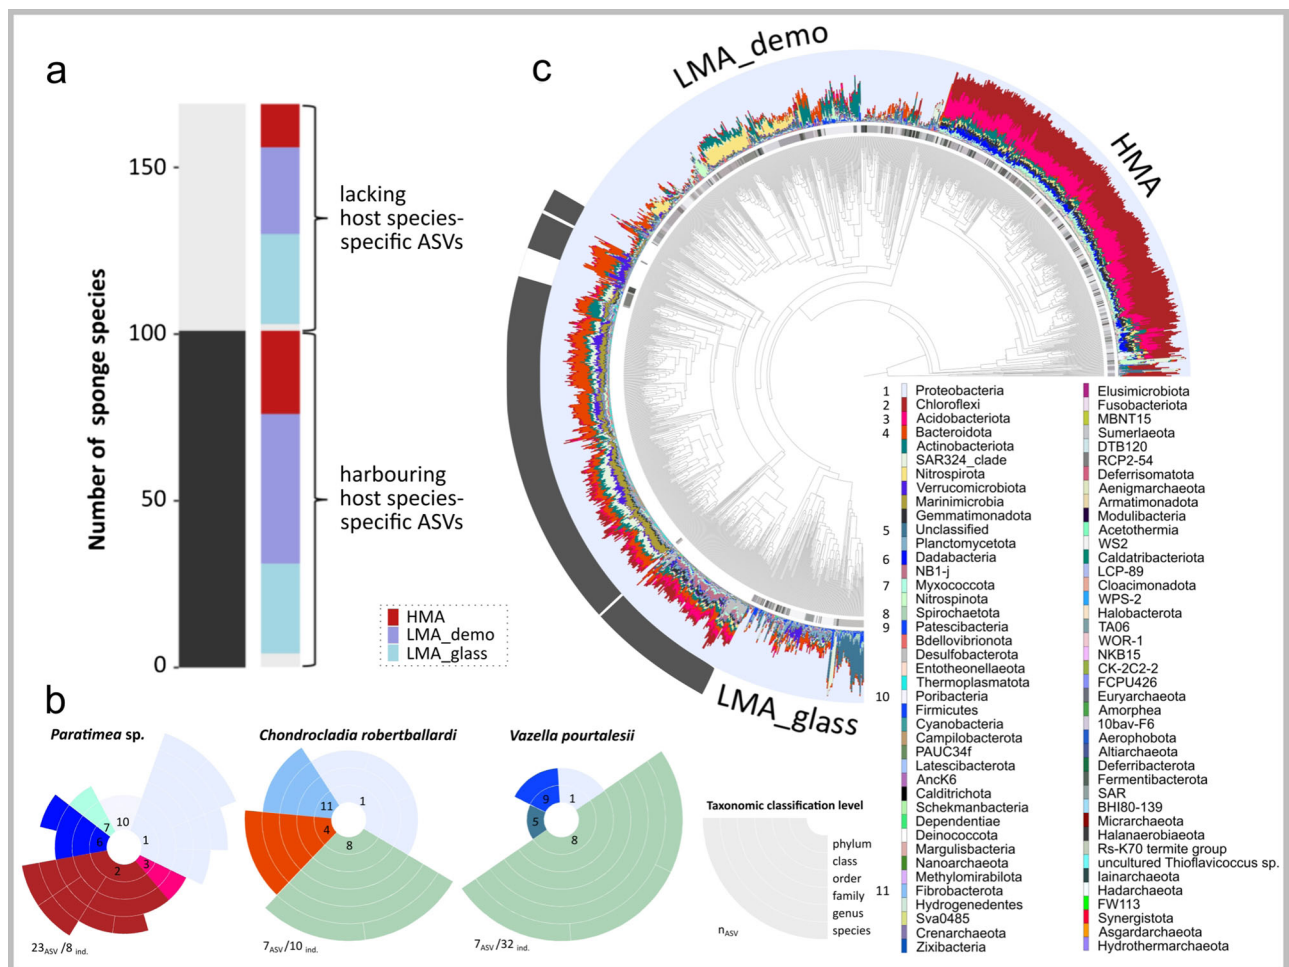 a
Number of sponge species
150
100
50
0
lacking
host species-
specific ASVs
harbouring
host species-
specific ASVs
HMA
LMA_demo
LMA_glass
b
Paratimea sp.
10
7
1
6
3
2
23ASV /8 ind.
Chondrocladia robertballardi
1
11
4
8
7ASV/10 ind.
Vazella pourtalesii
9
1
5
8
7ASV/32 ind.
Taxonomic classification level
phylum
class
order
family
genus
species
nASV
c
LMA_demo
HMA
LMA_glass
1 Proteobacteria
2 Chloroflexi
3 Acidobacteriota
4 Bacteroidota
Actinobacteriota
SAR324_clade
Nitrospirota
Verrucomicrobiota
Marinimicrobia
Gemmatimonadota
5 Unclassified
Planctomycetota
6 Dadabacteria
NB1-j
7 Myxococcota
Nitrospinota
8 Spirochaetota
9 Patescibacteria
Bdellovibrionota
Desulfobacterota
Entotheonellaeota
Thermoplasmatota
10 Poribacteria
Firmicutes
Cyanobacteria
Campilobacterota
PAUC34f
Latescibacterota
AncK6
Calditrichota
Schekmanbacteria
Dependentiae
Deinococcota
Margulisbacteria
Nanoarchaeota
Methylomirabilota
11 Fibrobacterota
Hydrogenedentes
Sva0485
Crenarchaeota
Zixibacteria
Elusimicrobiota
Fusobacteriota
MBNT15
Sumerlaeota
DTB120
RCP2-54
Deferrisomatota
Aenigmarchaeota
Armatimonadota
Modulibacteria
Acetothermia
WS2
Caldatribacteriota
LCP-89
Cloacimonadota
WPS-2
Halobacterota
TA06
WOR-1
NKB15
CK-2C2-2
FCPU426
Euryarchaeota
Amorphea
10bav-F6
Aerophobota
Altiarchaeota
Deferribacterota
Fermentibacterota
SAR
BHI80-139
Micrarchaeota
Halanaerobiaeota
Rs-K70 termite group
uncultured Thioflavicoccus sp.
Iainarchaeota
Hadarchaeota
FW113
Synergistota
Asgardarchaeota
Hydrothermarchaeota